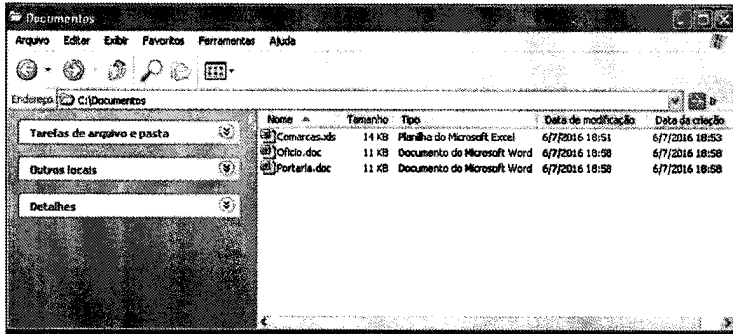 Documentos
Arquivo Editar Exibir Favoritos Ferramentas Ajuda
Endereço C:\Documentos
Tarefas de arquivo e pasta
Outros locais
Detalhes
Nome Tamanho Tipo Data de modificação Data da criação
Comarcas.xls 14 KB Planilha do Microsoft Excel 6/7/2016 18:51 6/7/2016 18:53
Oficio.doc 11 KB Documento do Microsoft Word 6/7/2016 18:58 6/7/2016 18:58
Portaria.doc 11 KB Documento do Microsoft Word 6/7/2016 18:58 6/7/2016 18:58